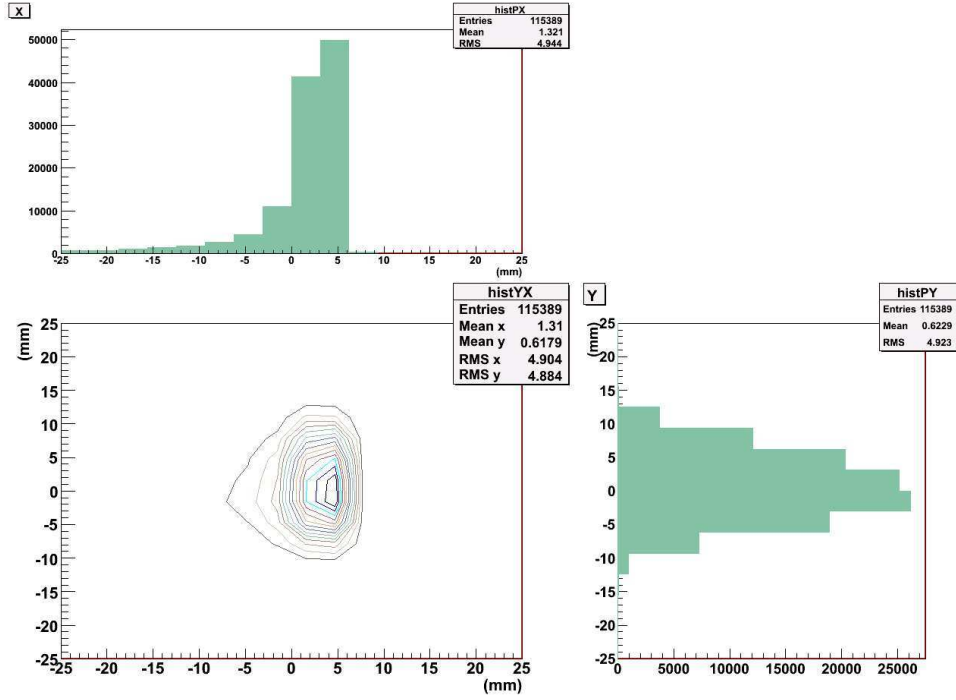 X
histPX
Entries 115389
Mean 1.321
RMS 4.944
50000
40000
30000
20000
10000
0
-25 -20 -15 -10 -5 0 5 10 15 20 25
(mm)
histYX
Entries 115389
Mean x 1.31
Mean y 0.6179
RMS x 4.904
RMS y 4.884
(mm)
25
20
15
10
5
0
-5
-10
-15
-20
-25
-25 -20 -15 -10 -5 0 5 10 15 20 25
(mm)
Y
histPY
Entries 115389
Mean 0.6229
RMS 4.923
(mm)
25
20
15
10
5
0
-5
-10
-15
-20
-25
0 5000 10000 15000 20000 25000